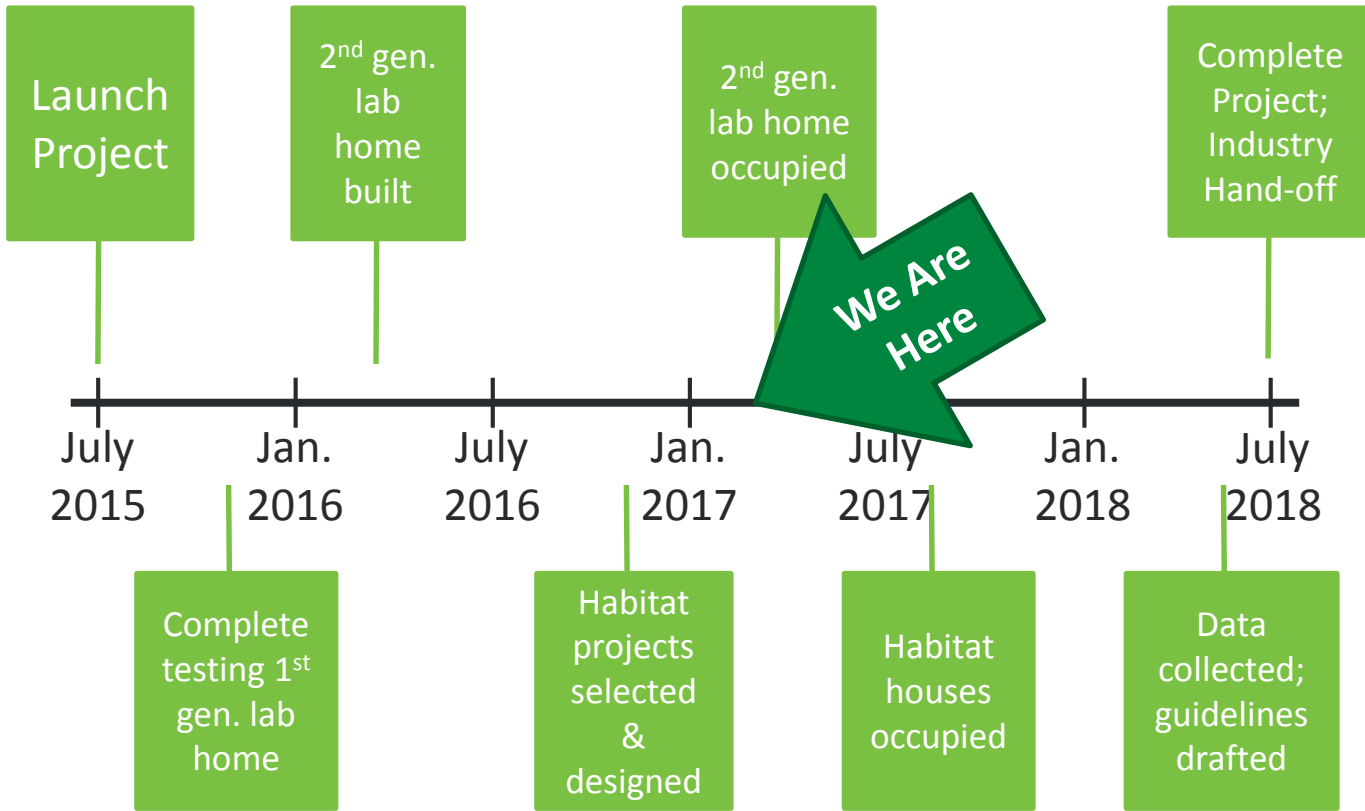 Launch
Project
2nd gen.
lab
home
built
2nd gen.
lab home
occupied
Complete
Project;
Industry
Hand-off
We Are
Here
July
2015
Jan.
2016
July
2016
Jan.
2017
July
2017
Jan.
2018
July
2018
Complete
testing 1st
gen. lab
home
Habitat
projects
selected
&
designed
Habitat
houses
occupied
Data
collected;
guidelines
drafted